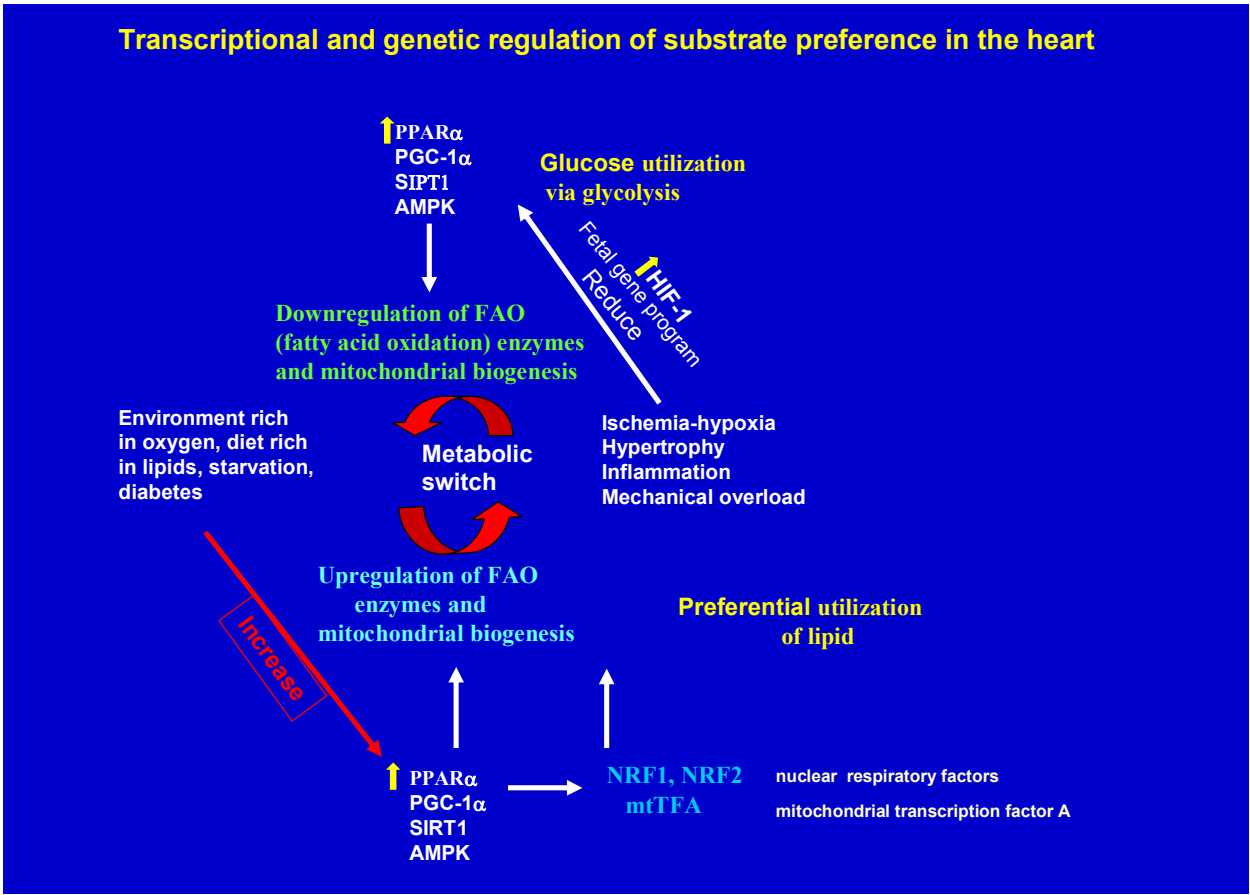 Transcriptional and genetic regulation of substrate preference in the heart
PPARα
PGC-1α
SIPT1
AMPK
Glucose utilization
via glycolysis
HIF-1
Fetal gene program
Reduce
Downregulation of FAO
(fatty acid oxidation) enzymes
and mitochondrial biogenesis
Environment rich
in oxygen, diet rich
in lipids, starvation,
diabetes
Metabolic
switch
Ischemia-hypoxia
Hypertrophy
Inflammation
Mechanical overload
Upregulation of FAO
enzymes and
mitochondrial biogenesis
Preferential utilization
of lipid
Increase
PPARα
PGC-1α
SIRT1
AMPK
NRF1, NRF2
mtTFA
nuclear respiratory factors
mitochondrial transcription factor A